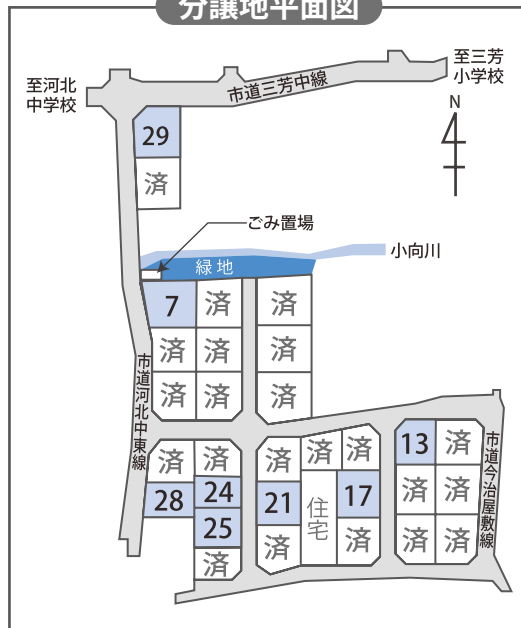 分譲地平面図
至河北
中学校
市道三芳中線
至三芳
小学校
N
29
済
ごみ置場
小向川
緑地
7
済
済
済
済
済
済
済
済
市道河北中東線
済
済
28
24
25
済
済
21
済
済
済
住宅
17
済
13
済
済
済
済
済
市道今治屋敷線